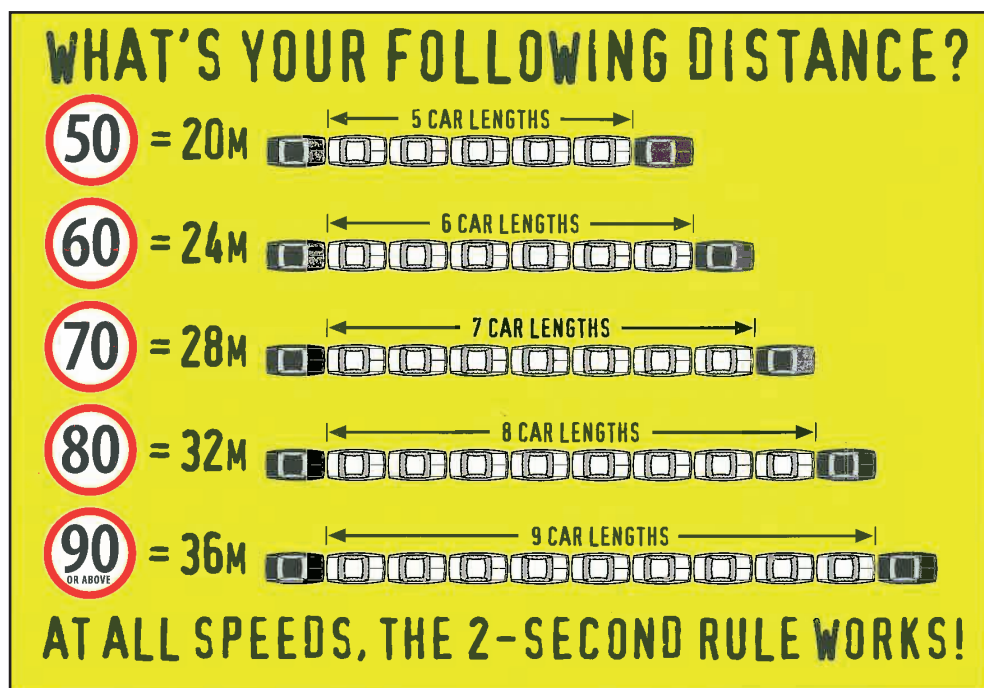 WHAT'S YOUR FOLLOWING DISTANCE?
5 CAR LENGTHS
50 = 20M
6 CAR LENGTHS
60 = 24M
7 CAR LENGTHS
70 = 28M
8 CAR LENGTHS
80 = 32M
9 CAR LENGTHS
90 = 36M
OR ABOVE
AT ALL SPEEDS, THE 2-SECOND RULE WORKS!